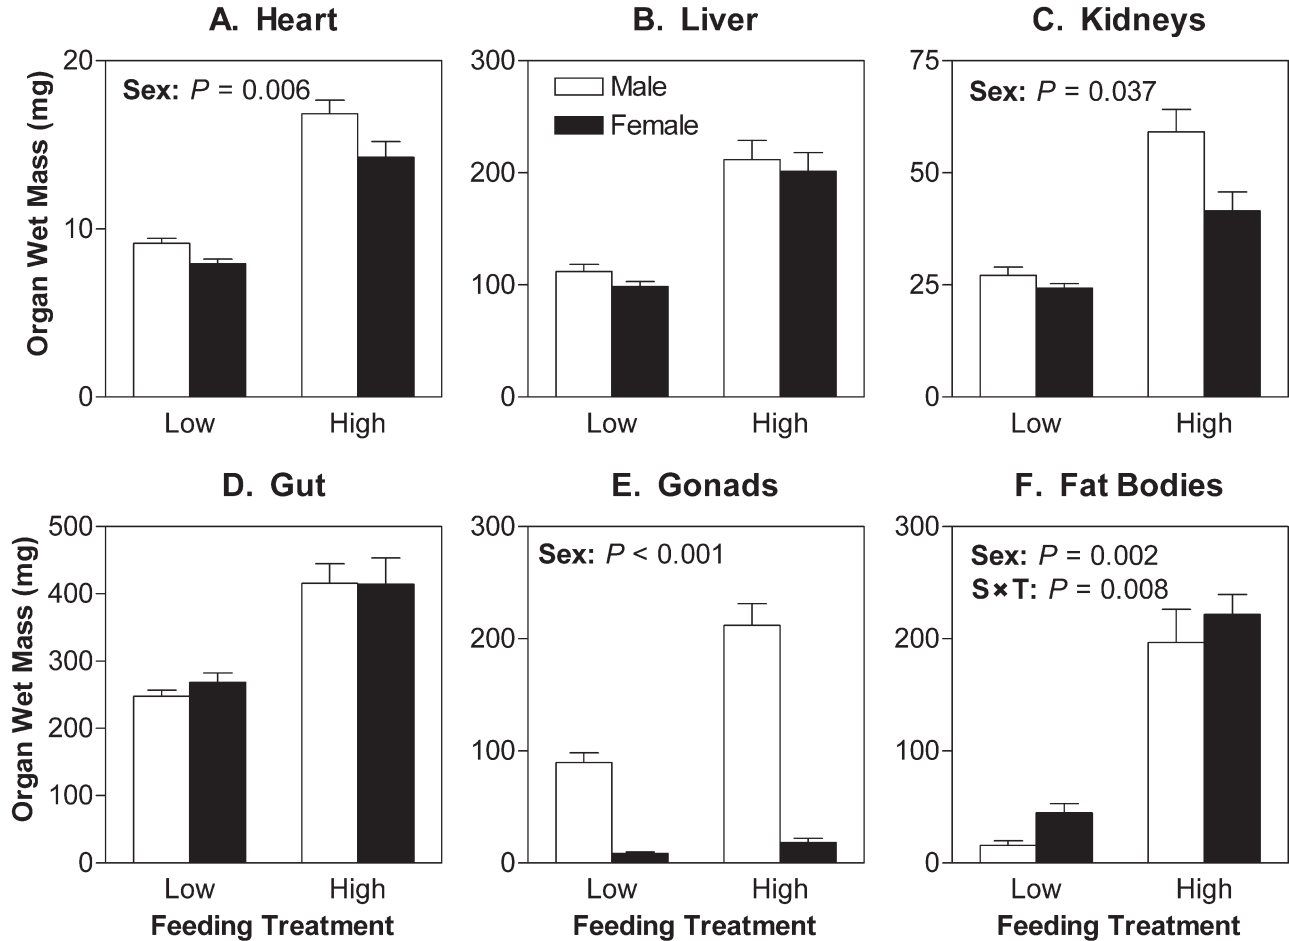 A. Heart
B. Liver
C. Kidneys
Organ Wet Mass (mg)
20
10
0
Sex: P = 0.006
Low
High
300
200
100
0
Male
Female
Low
High
75
50
25
0
Sex: P = 0.037
Low
High
D. Gut
E. Gonads
F. Fat Bodies
Organ Wet Mass (mg)
500
400
300
200
100
0
Low
High
Feeding Treatment
300
200
100
0
Sex: P < 0.001
Low
High
Feeding Treatment
300
200
100
0
Sex: P = 0.002
S×T: P = 0.008
Low
High
Feeding Treatment